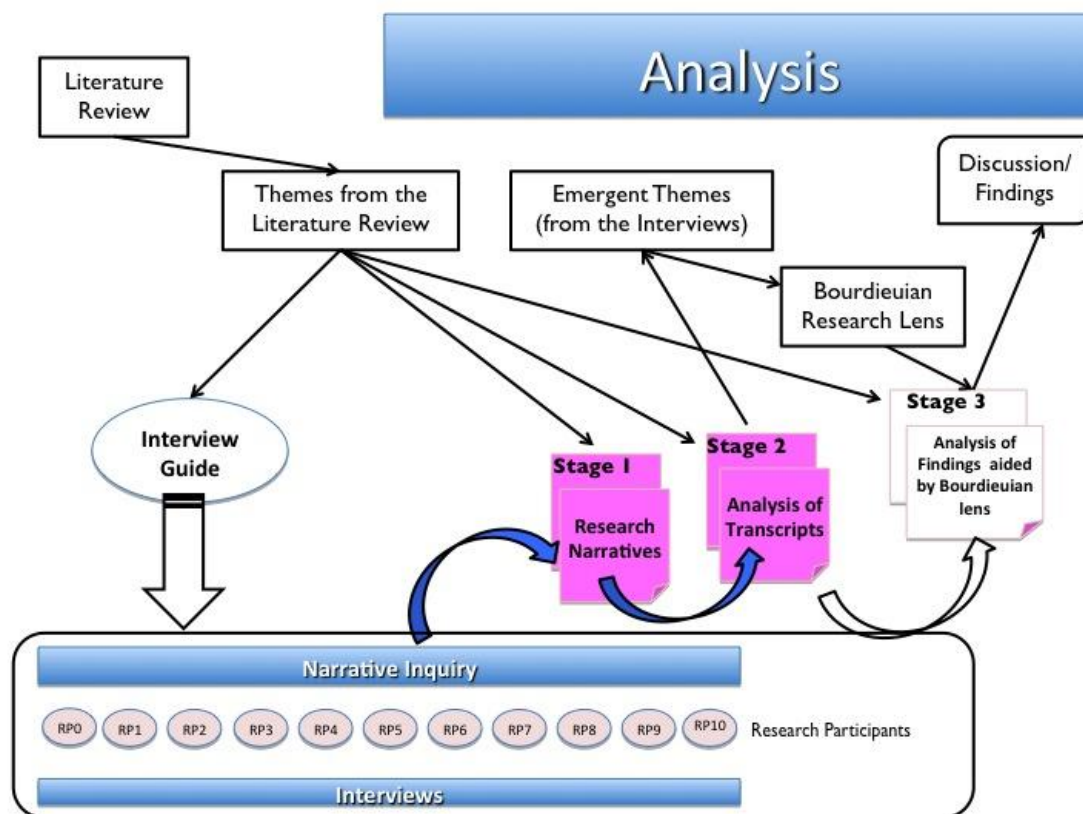 Analysis
Literature
Review
Themes from the
Literature Review
Emergent Themes
(from the Interviews)
Discussion/
Findings
Bourdieuian
Research Lens
Interview
Guide
Stage 1
Research
Narratives
Stage 2
Analysis of
Transcripts
Stage 3
Analysis of
Findings aided
by Bourdieuian
lens
Narrative Inquiry
RP0 RP1 RP2 RP3 RP4 RP5 RP6 RP7 RP8 RP9 RP10 Research Participants
Interviews